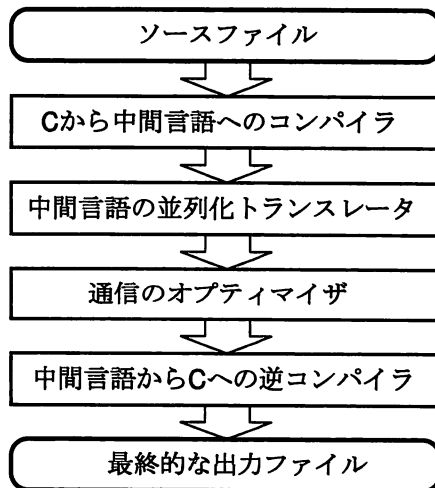 ソースファイル
Cから中間言語へのコンパイラ
中間言語の並列化トランスレータ
通信のオプティマイザ
中間言語からCへの逆コンパイラ
最終的な出力ファイル